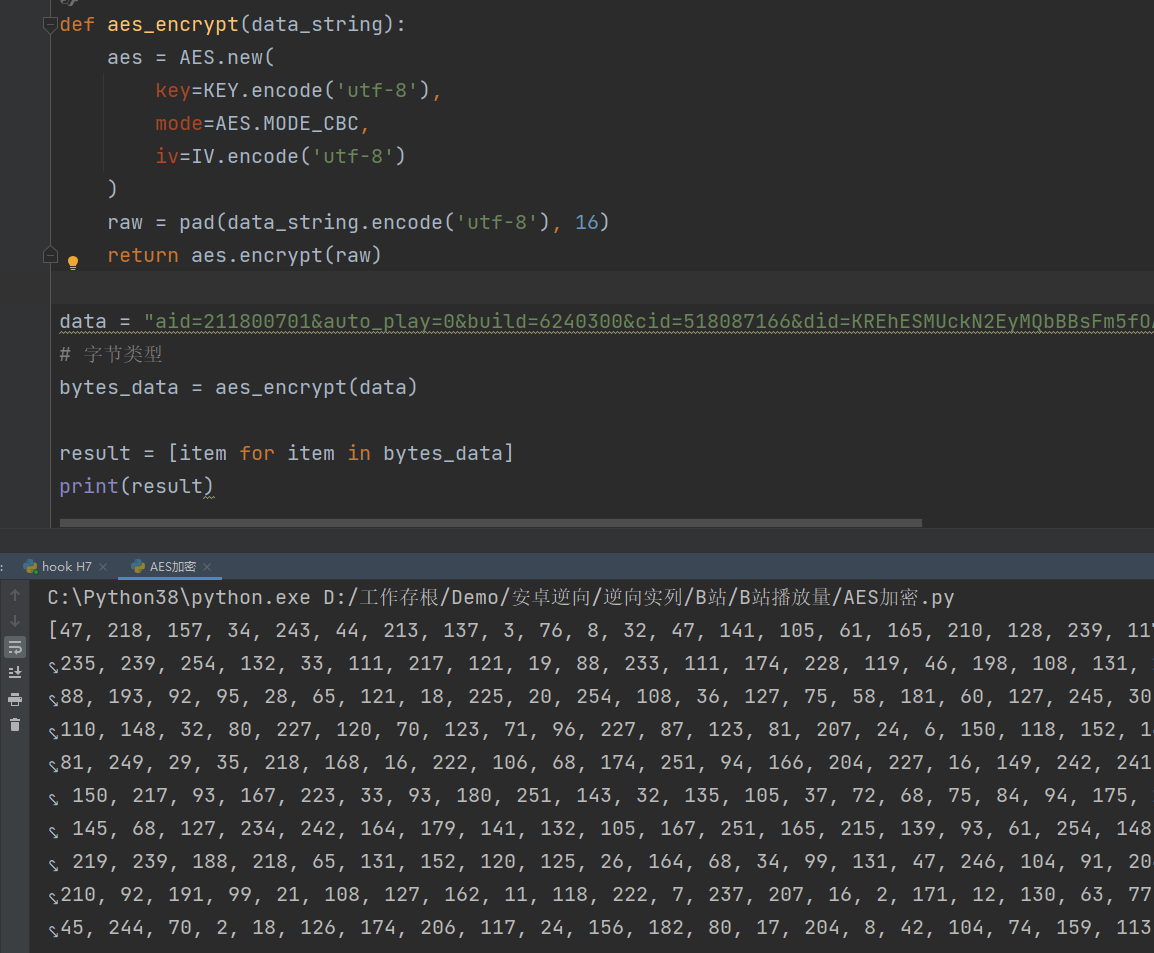 def aes_encrypt(data_string):
aes = AES.new(
key=KEY.encode('utf-8'),
mode=AES.MODE_CBC,
iv=IV.encode('utf-8')
)
raw = pad(data_string.encode('utf-8'), 16)
return aes.encrypt(raw)
data = "aid=211800701&auto_play=0&build=6240300&cid=518087166&did=KREhESMUckN2EyMQbBBsFm5fO
# 字节类型
bytes_data = aes_encrypt(data)
result = [item for item in bytes_data]
print(result)
: hook H7 × AES加密 ×
C:\Python38\python.exe D:/工作存根/Demo/安卓逆向/逆向实列/B站/B站播放量/AES加密.py
[47, 218, 157, 34, 243, 44, 213, 137, 3, 76, 8, 32, 47, 141, 105, 61, 165, 210, 128, 239,
235, 239, 254, 132, 33, 111, 217, 121, 19, 88, 233, 111, 174, 228, 119, 46, 198, 108, 131,
88, 193, 92, 95, 28, 65, 121, 18, 225, 20, 254, 108, 36, 127, 75, 58, 181, 60, 127, 245, 30
110, 148, 32, 80, 227, 120, 70, 123, 71, 96, 227, 87, 123, 81, 207, 24, 6, 150, 118, 152,
81, 249, 29, 35, 218, 168, 16, 222, 106, 68, 174, 251, 94, 166, 204, 227, 16, 149, 242, 241
150, 217, 93, 167, 223, 33, 93, 180, 251, 143, 32, 135, 105, 37, 72, 68, 75, 84, 94, 175,
145, 68, 127, 234, 242, 164, 179, 141, 132, 105, 167, 251, 165, 215, 139, 93, 61, 254, 148
219, 239, 188, 218, 65, 131, 152, 120, 125, 26, 164, 68, 34, 99, 131, 47, 246, 104, 91,
210, 92, 191, 99, 21, 108, 127, 162, 11, 118, 222, 7, 237, 207, 16, 2, 171, 12, 130, 63, 77
45, 244, 70, 2, 18, 126, 174, 206, 117, 24, 156, 182, 80, 17, 204, 8, 42, 104, 74, 159, 113